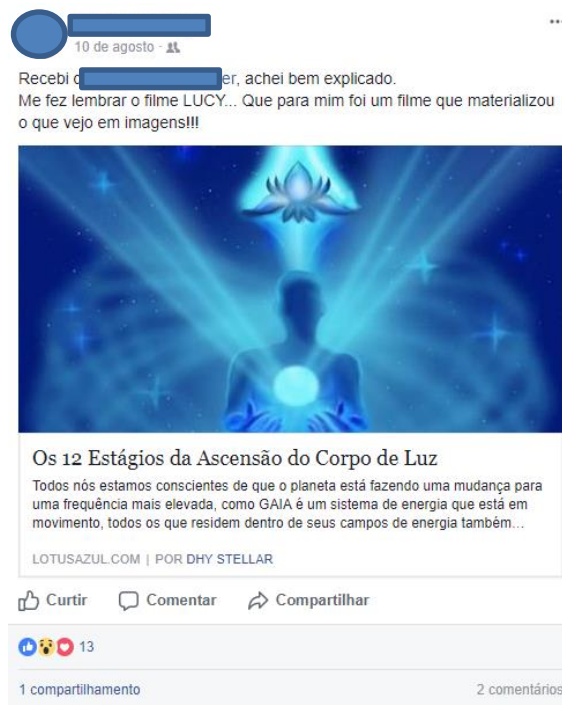 10 de agosto
Recebi er, achei bem explicado.
Me fez lembrar o filme LUCY... Que para mim foi um filme que materializou
o que vejo em imagens!!!
Os 12 Estágios da Ascensão do Corpo de Luz
Todos nós estamos conscientes de que o planeta está fazendo uma mudança para
uma frequência mais elevada, como GAIA é um sistema de energia que está em
movimento, todos os que residem dentro de seus campos de energia também...
LOTUSAZUL.COM | POR DHY STELLAR
Curtir Comentar Compartilhar
13
1 compartilhamento 2 comentários